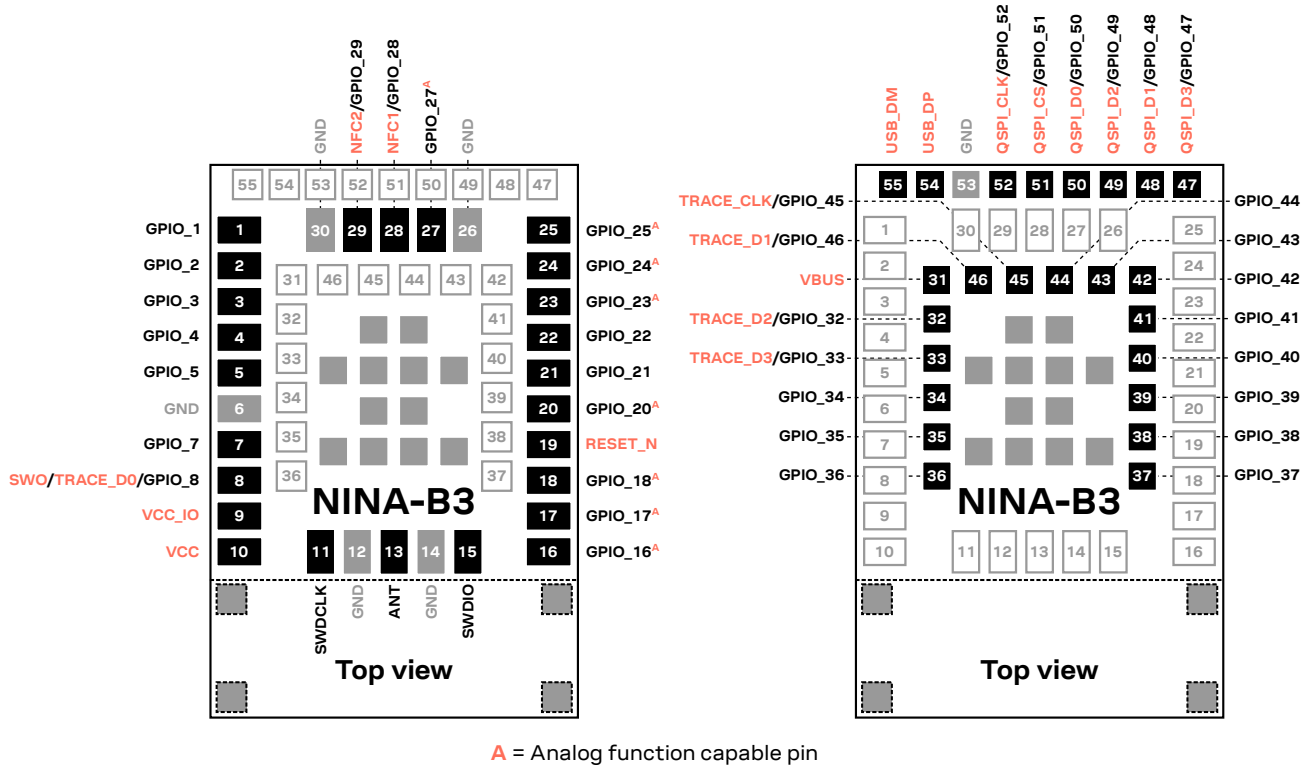 GND
NFC2/GPIO_29
NFC1/GPIO_28
GPIO_27A
GND
55 54 53 52 51 50 49 48 47
30 29 28 27 26
GPIO_1 1
GPIO_2 2
GPIO_3 3
GPIO_4 4
GPIO_5 5
GND 6
GPIO_7 7
SWO/TRACE_D0/GPIO_8 8
VCC_IO 9
VCC 10
31 46 45 44 43 42
32 41
33 40
34 39
35 38
36 37
25 GPIO_25A
24 GPIO_24A
23 GPIO_23A
22 GPIO_22
21 GPIO_21
20 GPIO_20A
19 RESET_N
18 GPIO_18A
17 GPIO_17A
16 GPIO_16A
NINA-B3
11 12 13 14 15
SWDCLK
GND
ANT
GND
SWDIO
Top view
USB_DM
USB_DP
GND
QSPI_CLK/GPIO_52
QSPI_CS/GPIO_51
QSPI_D0/GPIO_50
QSPI_D2/GPIO_49
QSPI_D1/GPIO_48
QSPI_D3/GPIO_47
55 54 53 52 51 50 49 48 47
TRACE_CLK/GPIO_45
TRACE_D1/GPIO_46
VBUS
TRACE_D2/GPIO_32
TRACE_D3/GPIO_33
GPIO_34
GPIO_35
GPIO_36
1
2
3
4
5
6
7
8
9
10
30 29 28 27 26
31 46 45 44 43 42
32 41
33 40
34 39
35 38
36 37
NINA-B3
11 12 13 14 15
25
24
23
22
21
20
19
18
17
16
GPIO_44
GPIO_43
GPIO_42
GPIO_41
GPIO_40
GPIO_39
GPIO_38
GPIO_37
Top view
A = Analog function capable pin